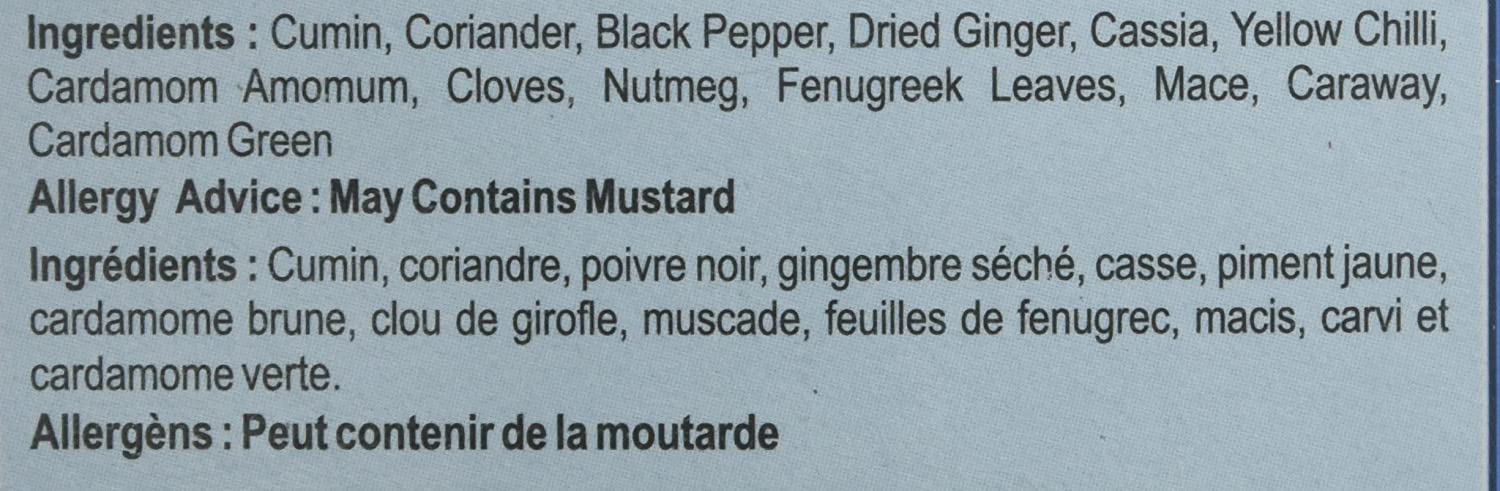 Ingredients : Cumin, Coriander, Black Pepper, Dried Ginger, Cassia, Yellow Chilli,
Cardamom Amomum, Cloves, Nutmeg, Fenugreek Leaves, Mace, Caraway,
Cardamom Green
Allergy Advice : May Contains Mustard
Ingrédients : Cumin, coriandre, poivre noir, gingembre séché, casse, piment jaune,
cardamome brune, clou de girofle, muscade, feuilles de fenugrec, macis, carvi et
cardamome verte.
Allergèns : Peut contenir de la moutarde